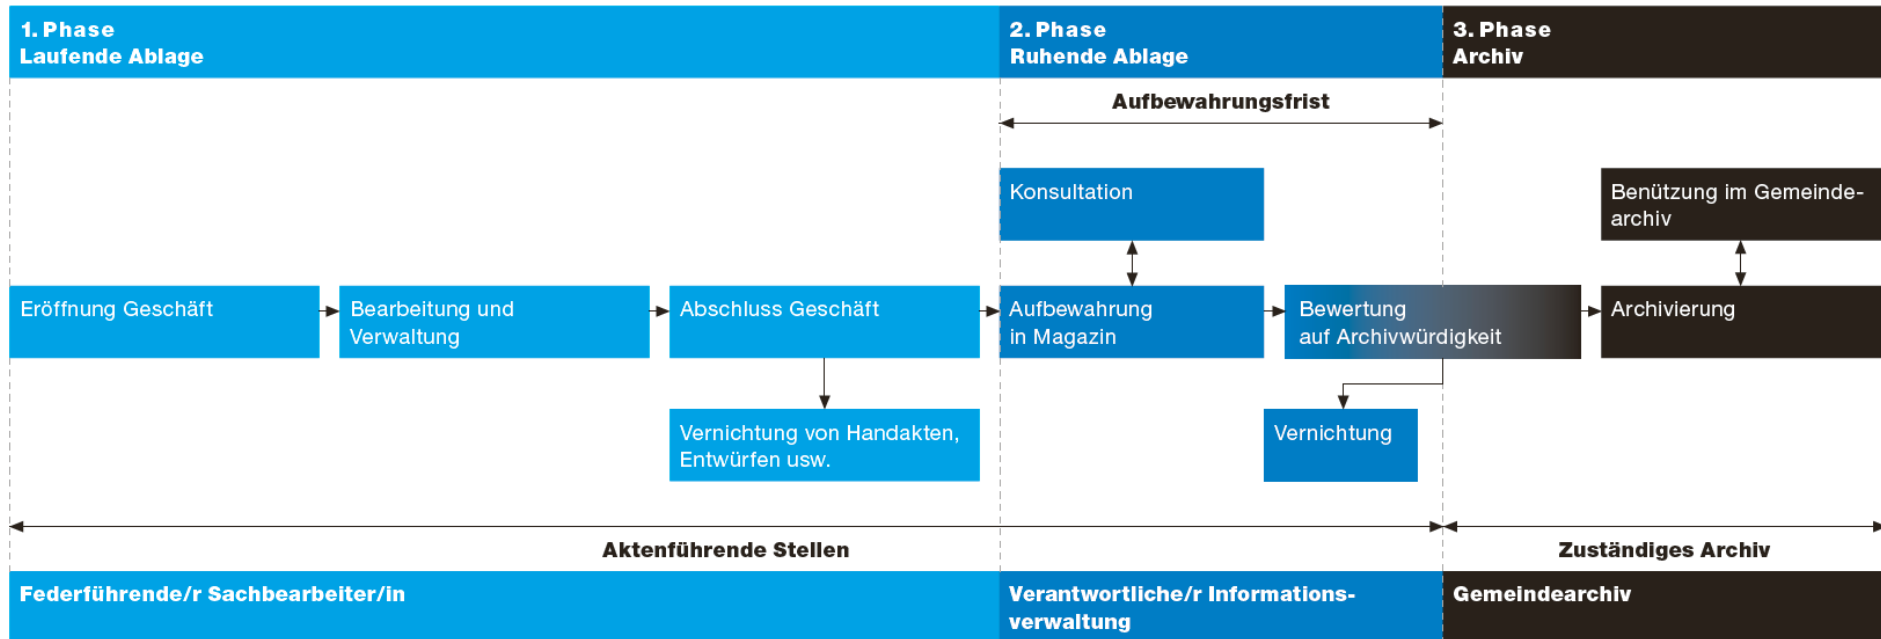 1. Phase
Laufende Ablage
2. Phase
Ruhende Ablage
3. Phase
Archiv
Aufbewahrungsfrist
Konsultation
Benützung im Gemeinde-
archiv
Eröffnung Geschäft
Bearbeitung und
Verwaltung
Abschluss Geschäft
Aufbewahrung
in Magazin
Bewertung
auf Archivwürdigkeit
Archivierung
Vernichtung von Handakten,
Entwürfen usw.
Vernichtung
Aktenführende Stellen
Zuständiges Archiv
Federführende/r Sachbearbeiter/in
Verantwortliche/r Informations-
verwaltung
Gemeindearchiv